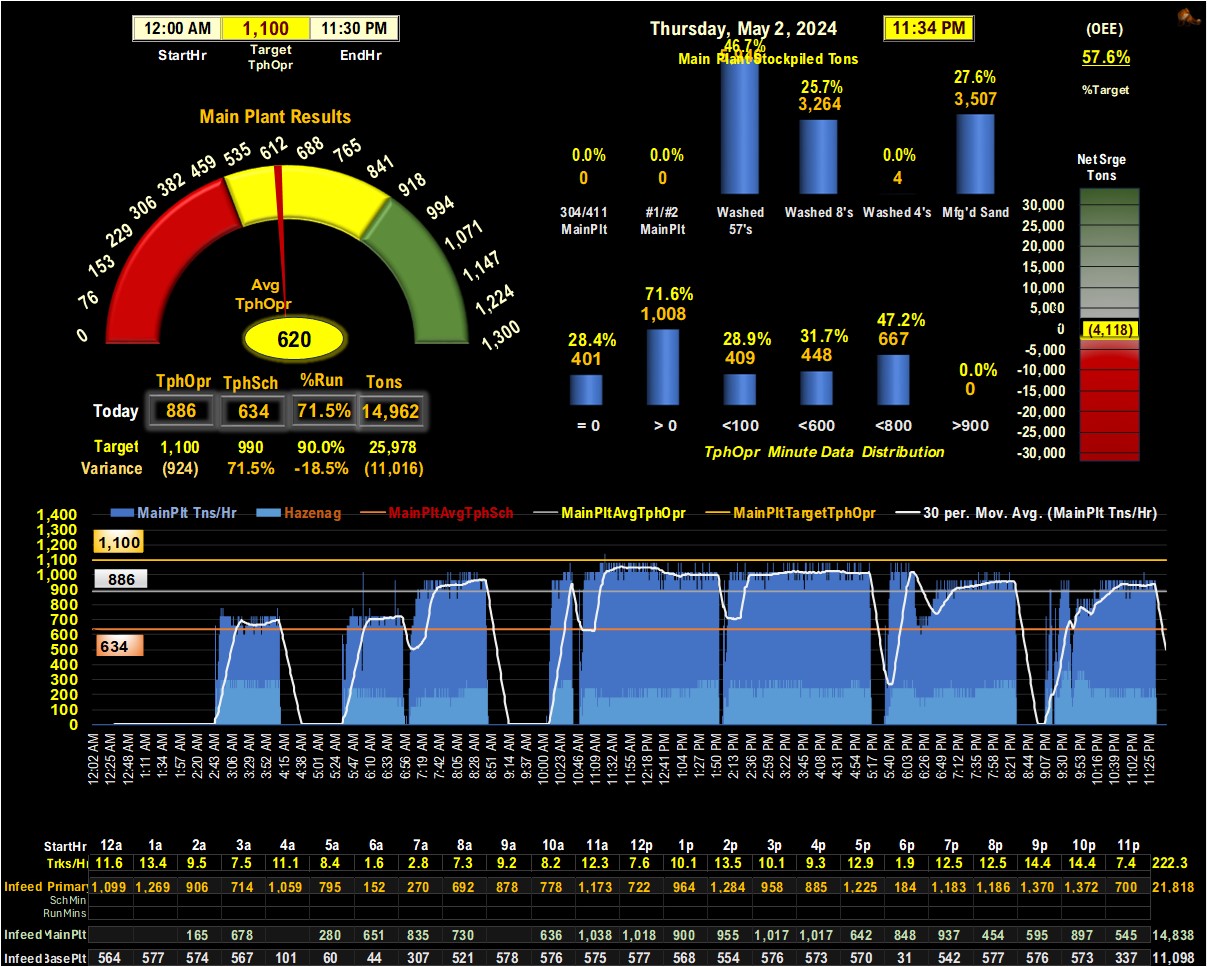 12:00 AM 1,100 11:30 PM
StartHr Target TphOpr EndHr
Thursday, May 2, 2024 11:34 PM
(OEE)
57.6%
%Target
Main Plant Stockpiled Tons
46.7% 25.7% 27.6%
3,264 3,507
0.0% 0.0% 0.0%
0 0 4
304/411 MainPlt #1/#2 MainPlt Washed 57's Washed 8's Washed 4's Mfg'd Sand
Main Plant Results
0 76 153 229 306 382 459 535 612 688 765 841 918 994 1,071 1,147 1,224 1,300
Avg
TphOpr
620
TphOpr TphSch %Run Tons
Today 886 634 71.5% 14,962
Target 1,100 990 90.0% 25,978
Variance (924) 71.5% -18.5% (11,016)
28.4% 71.6% 28.9% 31.7% 47.2% 0.0%
401 1,008 409 448 667 0
= 0 > 0 <100 <600 <800 >900
TphOpr Minute Data Distribution
Net Srge
Tons
30,000
25,000
20,000
15,000
10,000
5,000
0 (4,118)
-5,000
-10,000
-15,000
-20,000
-25,000
-30,000
MainPlt Tns/Hr Hazenag MainPltAvgTphSch MainPltAvgTphOpr MainPltTargetTphOpr 30 per. Mov. Avg. (MainPlt Tns/Hr)
1,400
1,300
1,200
1,100
1,000
900
800
700
600
500
400
300
200
100
0
1,100
886
634
12:02 AM 12:25 AM 12:48 AM 1:11 AM 1:34 AM 1:57 AM 2:20 AM 2:43 AM 3:06 AM 3:29 AM 3:52 AM 4:15 AM 4:38 AM 5:01 AM 5:24 AM 5:47 AM 6:10 AM 6:33 AM 6:56 AM 7:19 AM 7:42 AM 8:05 AM 8:28 AM 8:51 AM 9:14 AM 9:37 AM 10:00 AM 10:23 AM 10:46 AM 11:09 AM 11:32 AM 11:55 AM 12:18 PM 12:41 PM 1:04 PM 1:27 PM 1:50 PM 2:13 PM 2:36 PM 2:59 PM 3:22 PM 3:45 PM 4:08 PM 4:31 PM 4:54 PM 5:17 PM 5:40 PM 6:03 PM 6:26 PM 6:49 PM 7:12 PM 7:35 PM 7:58 PM 8:21 PM 8:44 PM 9:07 PM 9:30 PM 9:53 PM 10:16 PM 10:39 PM 11:02 PM 11:25 PM
StartHr 12a 1a 2a 3a 4a 5a 6a 7a 8a 9a 10a 11a 12p 1p 2p 3p 4p 5p 6p 7p 8p 9p 10p 11p
Trks/Hr 11.6 13.4 9.5 7.5 11.1 8.4 1.6 2.8 7.3 9.2 8.2 12.3 7.6 10.1 13.5 10.1 9.3 12.9 1.9 12.5 12.5 14.4 14.4 7.4 222.3
Infeed Primary 1,099 1,269 906 714 1,059 795 152 270 692 878 778 1,173 722 964 1,284 958 885 1,225 184 1,183 1,186 1,370 1,372 700 21,818
Sch Min
Run Mins
Infeed MainPlt 165 678 280 651 835 730 636 1,038 1,018 900 955 1,017 1,017 642 848 937 454 595 897 545 14,838
Infeed BasePlt 564 577 574 567 101 60 44 307 521 578 576 575 577 568 554 576 573 570 31 542 577 576 573 337 11,098